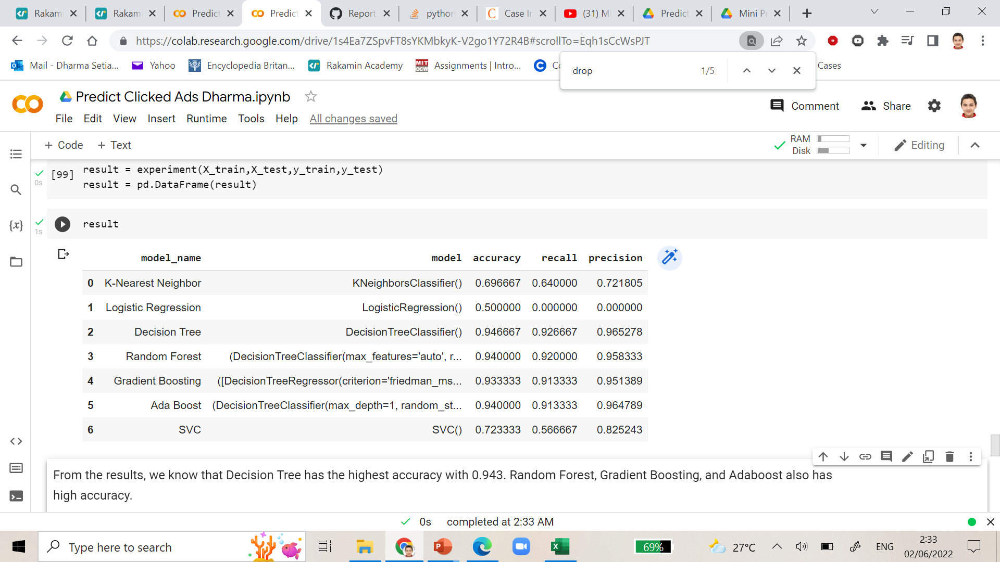 Rakam
Rakam
Predict
Predict
Report
python
Case In
(31) M
Predict
Mini P
https://colab.research.google.com/drive/1s4Ea7ZSpvFT8sYKMbkyK-V2go1Y72R4B#scrollTo=Eqh1sCcWsPJT
Mail - Dharma Setia...
Yahoo
Encyclopedia Britan...
Rakamin Academy
Assignments | Intro...
Cases
drop 1/5
Predict Clicked Ads Dharma.ipynb
Comment
Share
File Edit View Insert Runtime Tools Help All changes saved
+ Code + Text
RAM
Disk
Editing
[99] result = experiment(X_train,X_test,y_train,y_test)
0s result = pd.DataFrame(result)
result
1s
model_name model accuracy recall precision
0 K-Nearest Neighbor KNeighborsClassifier() 0.696667 0.640000 0.721805
1 Logistic Regression LogisticRegression() 0.500000 0.000000 0.000000
2 Decision Tree DecisionTreeClassifier() 0.946667 0.926667 0.965278
3 Random Forest (DecisionTreeClassifier(max_features='auto', r... 0.940000 0.920000 0.958333
4 Gradient Boosting ([DecisionTreeRegressor(criterion='friedman_ms... 0.933333 0.913333 0.951389
5 Ada Boost (DecisionTreeClassifier(max_depth=1, random_st... 0.940000 0.913333 0.964789
6 SVC SVC() 0.723333 0.566667 0.825243
From the results, we know that Decision Tree has the highest accuracy with 0.943. Random Forest, Gradient Boosting, and Adaboost also has
high accuracy.
0s completed at 2:33 AM
Type here to search
69%
27°C
ENG
2:33
02/06/2022